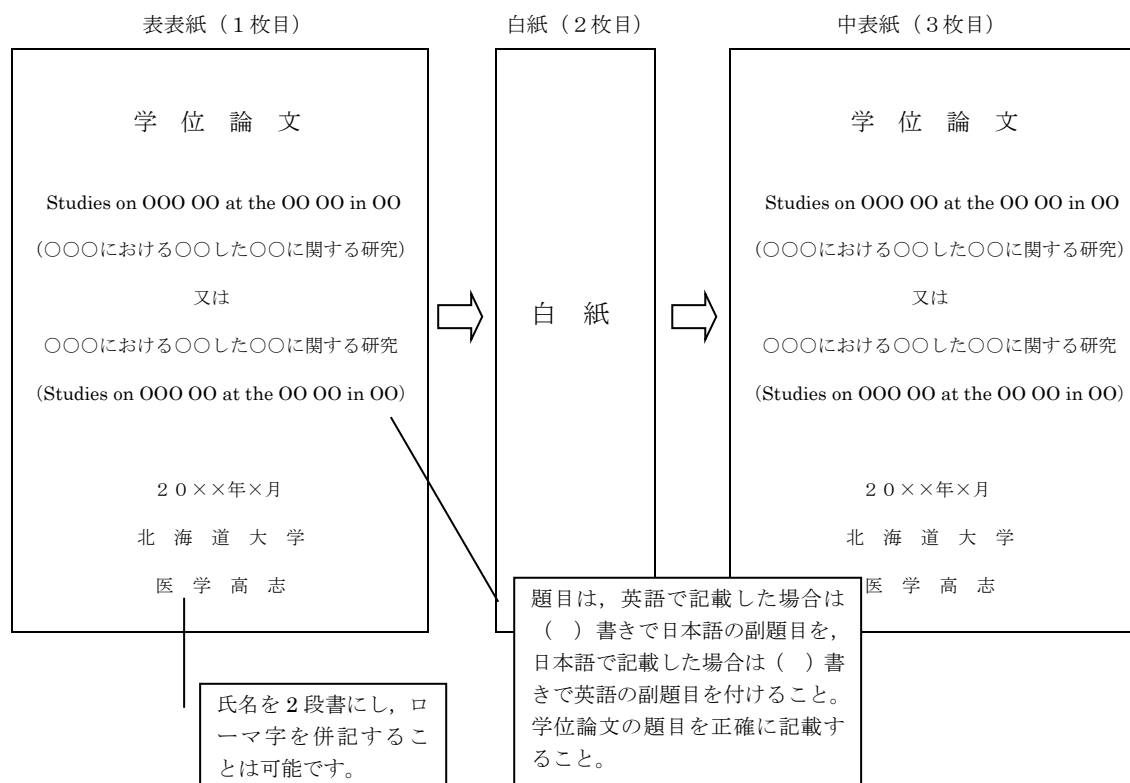 表表紙（１枚目）
学 位 論 文
Studies on OOO OO at the OO OO in OO
(○○○における○○した○○に関する研究)
又は
○○○における○○した○○に関する研究
(Studies on OOO OO at the OO OO in OO)
２０××年×月
北 海 道 大 学
医 学 高 志
氏名を２段書にし，ロ
ーマ字を併記するこ
とは可能です。
白紙（２枚目）
白 紙
題目は，英語で記載した場合は
（ ）書きで日本語の副題目を，
日本語で記載した場合は（ ）書
きで英語の副題目を付けること。
学位論文の題目を正確に記載す
ること。
中表紙（３枚目）
学 位 論 文
Studies on OOO OO at the OO OO in OO
(○○○における○○した○○に関する研究)
又は
○○○における○○した○○に関する研究
(Studies on OOO OO at the OO OO in OO)
２０××年×月
北 海 道 大 学
医 学 高 志